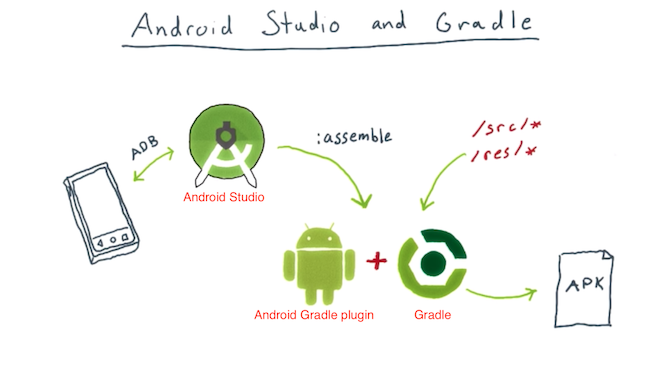 Android Studio and Gradle
ADB
:assemble
/src/*
/res/*
Android Studio
Android Gradle plugin
Gradle
APK